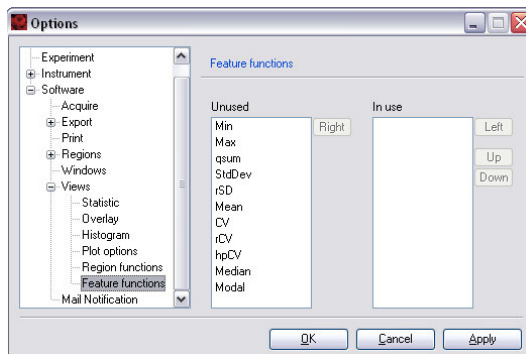 Options
Experiment
Instrument
Software
Acquire
Export
Print
Regions
Windows
Views
Statistic
Overlay
Histogram
Plot options
Region functions
Feature functions
Mail Notification
Feature functions
Unused
Min
Max
qsum
StdDev
rSD
Mean
CV
rCV
hpCV
Median
Modal
Right
In use
Left
Up
Down
OK
Cancel
Apply